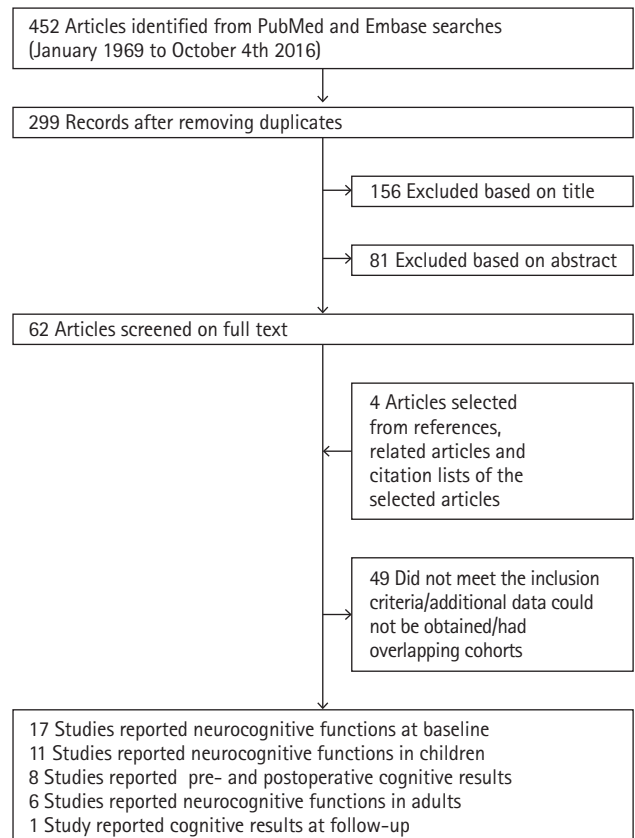 452 Articles identified from PubMed and Embase searches
(January 1969 to October 4th 2016)
299 Records after removing duplicates
156 Excluded based on title
81 Excluded based on abstract
62 Articles screened on full text
4 Articles selected
from references,
related articles and
citation lists of the
selected articles
49 Did not meet the inclusion
criteria/additional data could
not be obtained/had
overlapping cohorts
17 Studies reported neurocognitive functions at baseline
11 Studies reported neurocognitive functions in children
8 Studies reported pre- and postoperative cognitive results
6 Studies reported neurocognitive functions in adults
1 Study reported cognitive results at follow-up